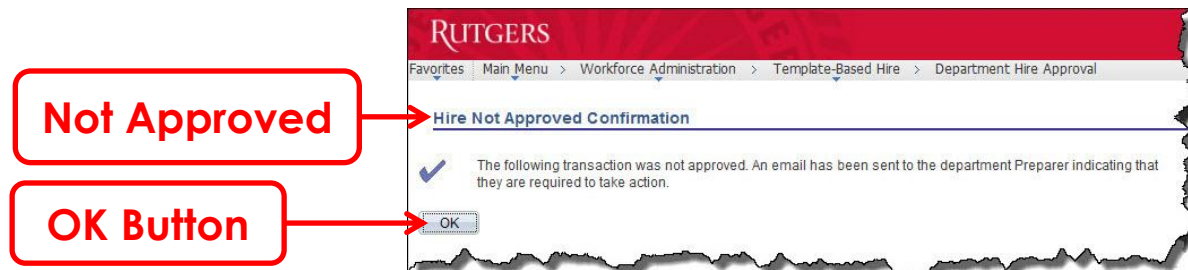 RUTGERS
Favorites Main Menu > Workforce Administration > Template-Based Hire > Department Hire Approval
Not Approved
Hire Not Approved Confirmation
The following transaction was not approved. An email has been sent to the department Preparer indicating that
they are required to take action.
OK Button
OK